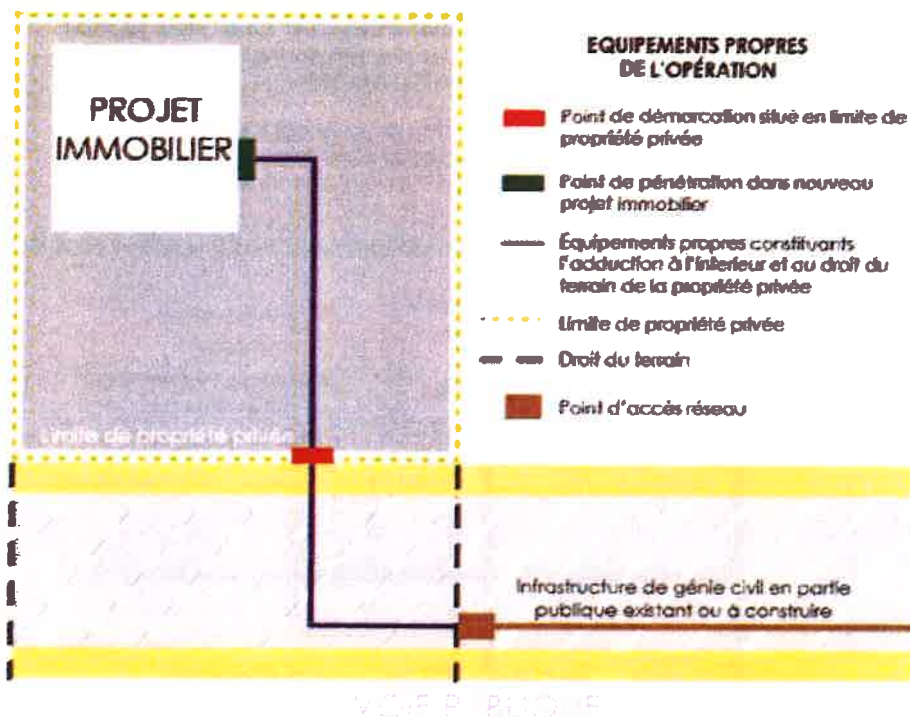 PROJET
IMMOBILIER
Limite de propriété privée
EQUIPEMENTS PROPRES
DE L'OPÉRATION
Point de démarcation situé en limite de
propriété privée
Point de pénétration dans nouveau
projet immobilier
Équipements propres constituants
l'adduction à l'intérieur et au droit du
terrain de la propriété privée
Limite de propriété privée
Droit du terrain
Point d'accès réseau
Infrastructure de génie civil en partie
publique existant ou à construire
VOIE PUBLIQUE